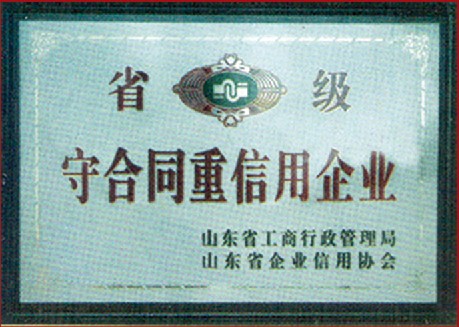 省 级
守合同重信用企业
山东省工商行政管理局
山东省企业信用协会